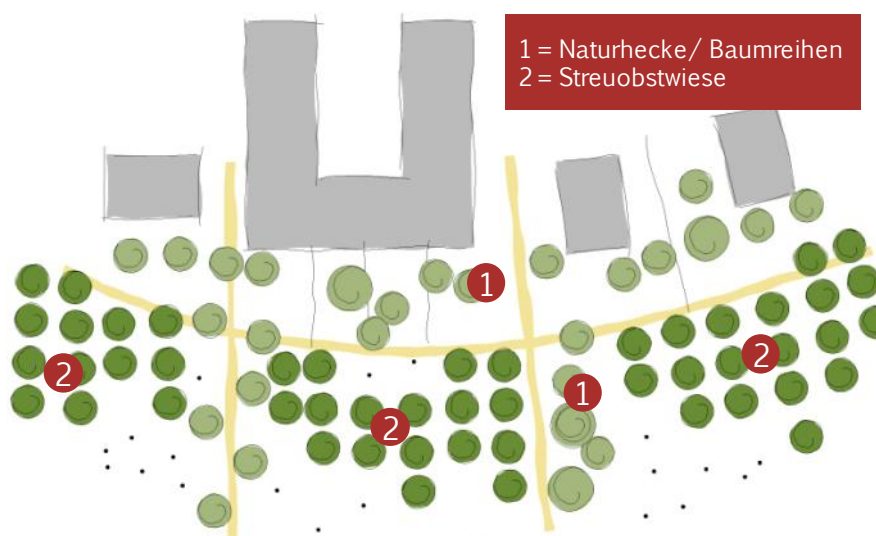 1 = Naturhecke/ Baumreihen
2 = Streuobstwiese
1
2
2
1
2